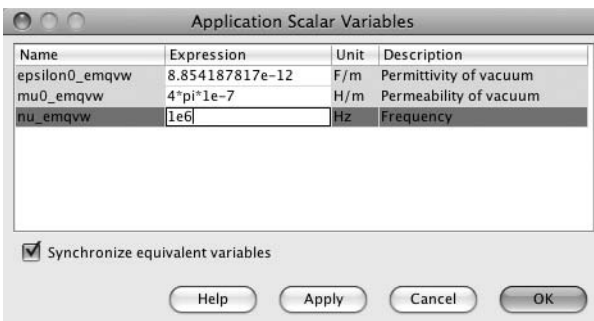 Application Scalar Variables
Name Expression Unit Description
epsilon0_emqvw 8.854187817e-12 F/m Permittivity of vacuum
mu0_emqvw 4*pi*1e-7 H/m Permeability of vacuum
nu_emqvw 1e6 Hz Frequency
Synchronize equivalent variables
Help Apply Cancel OK